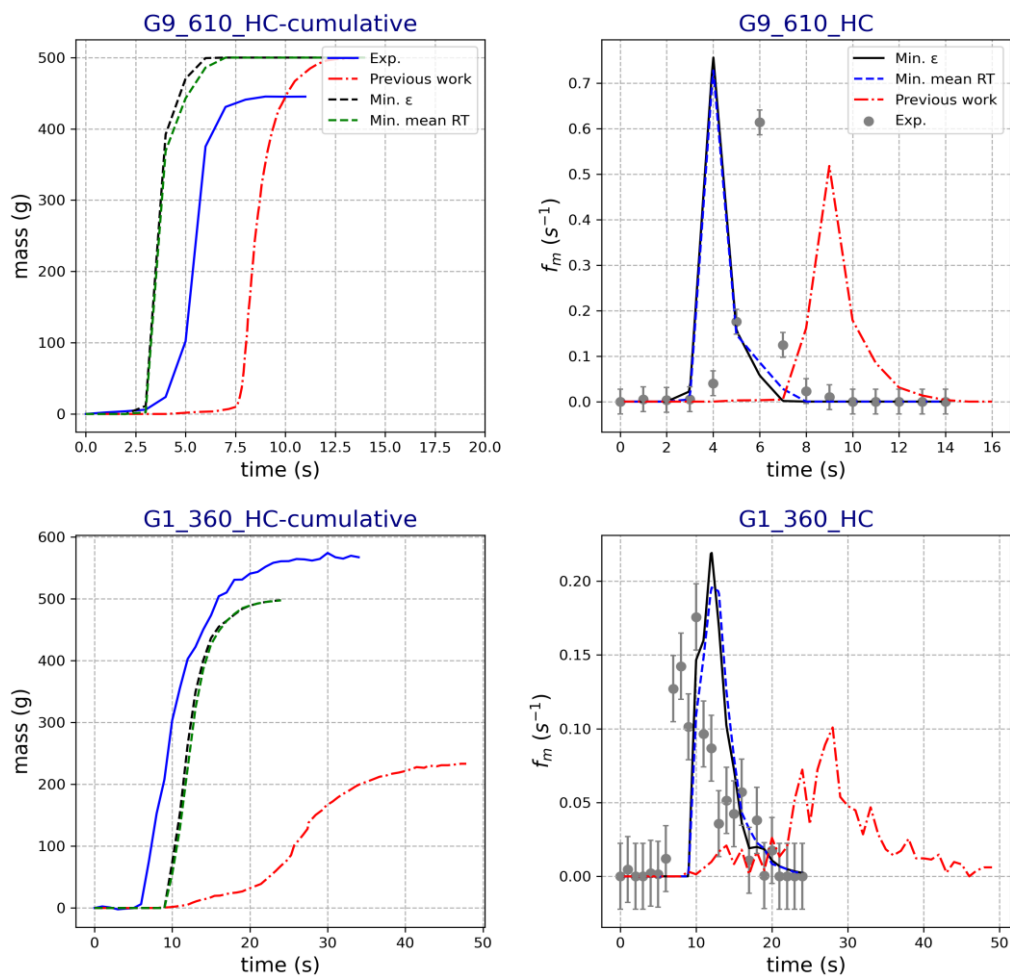 G9_610_HC-cumulative
500
400
300
200
100
0
mass (g)
Exp.
Previous work
Min. ε
Min. mean RT
0.0 2.5 5.0 7.5 10.0 12.5 15.0 17.5 20.0
time (s)
G9_610_HC
0.7
0.6
0.5
0.4
0.3
0.2
0.1
0.0
f_m (s⁻¹)
Min. ε
Min. mean RT
Previous work
Exp.
0 2 4 6 8 10 12 14 16
time (s)
G1_360_HC-cumulative
600
500
400
300
200
100
0
mass (g)
0 10 20 30 40 50
time (s)
G1_360_HC
0.20
0.15
0.10
0.05
0.00
f_m (s⁻¹)
0 10 20 30 40 50
time (s)